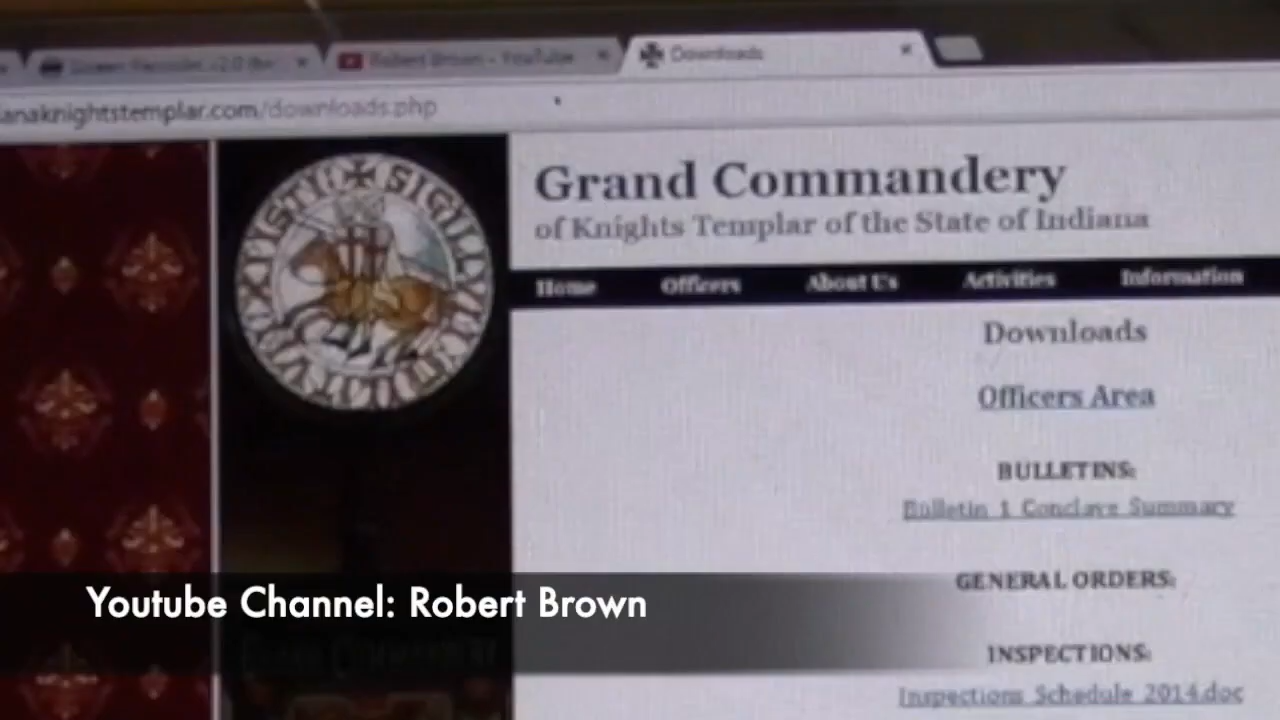 Robert Brown - YouTube
Downloads
anaknightstemplar.com/downloads.php
Grand Commandery
of Knights Templar of the State of Indiana
Home Officers About Us Activities Information
Downloads
Officers Area
BULLETINS:
Bulletin 1 Conclave Summary
GENERAL ORDERS:
INSPECTIONS:
Inspections Schedule 2014.doc
Youtube Channel: Robert Brown